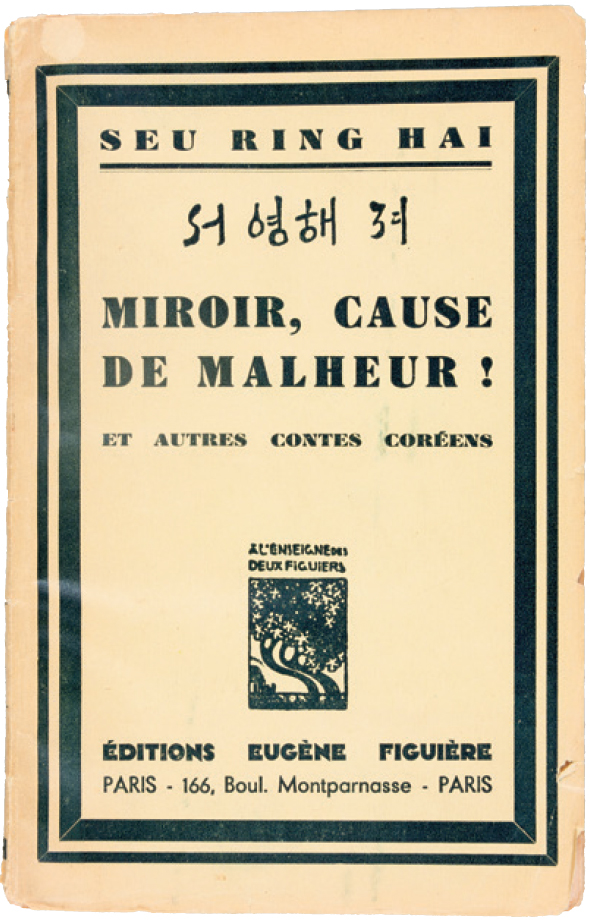 SEU RING HAI
서 영해 저
MIROIR, CAUSE
DE MALHEUR !
ET AUTRES CONTES CORÉENS
À L'ENSEIGNE DES
DEUX FIGUIERS
ÉDITIONS EUGÈNE FIGUIÈRE
PARIS - 166, Boul. Montparnasse - PARIS